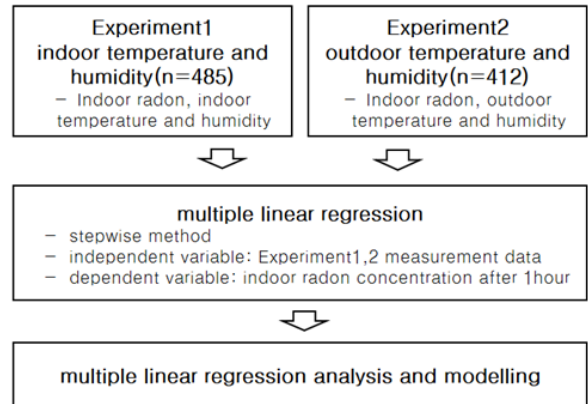 Experiment1
indoor temperature and
humidity(n=485)
– Indoor radon, indoor
temperature and humidity
Experiment2
outdoor temperature and
humidity(n=412)
– Indoor radon, outdoor
temperature and humidity
multiple linear regression
– stepwise method
– independent variable: Experiment1,2 measurement data
– dependent variable: indoor radon concentration after 1hour
multiple linear regression analysis and modelling